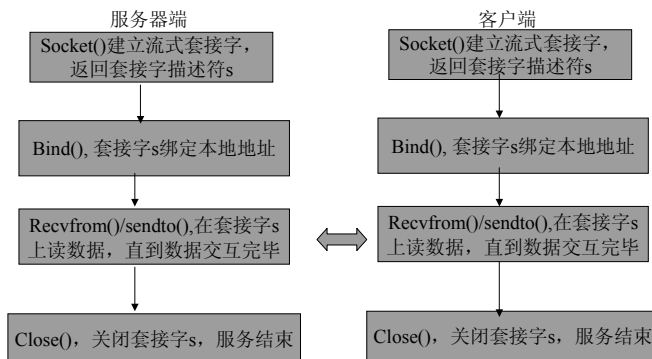 服务器端
Socket()建立流式套接字，
返回套接字描述符s
Bind(), 套接字s绑定本地地址
Recvfrom()/sendto(),在套接字s
上读数据，直到数据交互完毕
Close()，关闭套接字s，服务结束
客户端
Socket()建立流式套接字，
返回套接字描述符s
Bind(), 套接字s绑定本地地址
Recvfrom()/sendto(),在套接字s
上读数据，直到数据交互完毕
Close()，关闭套接字s，服务结束